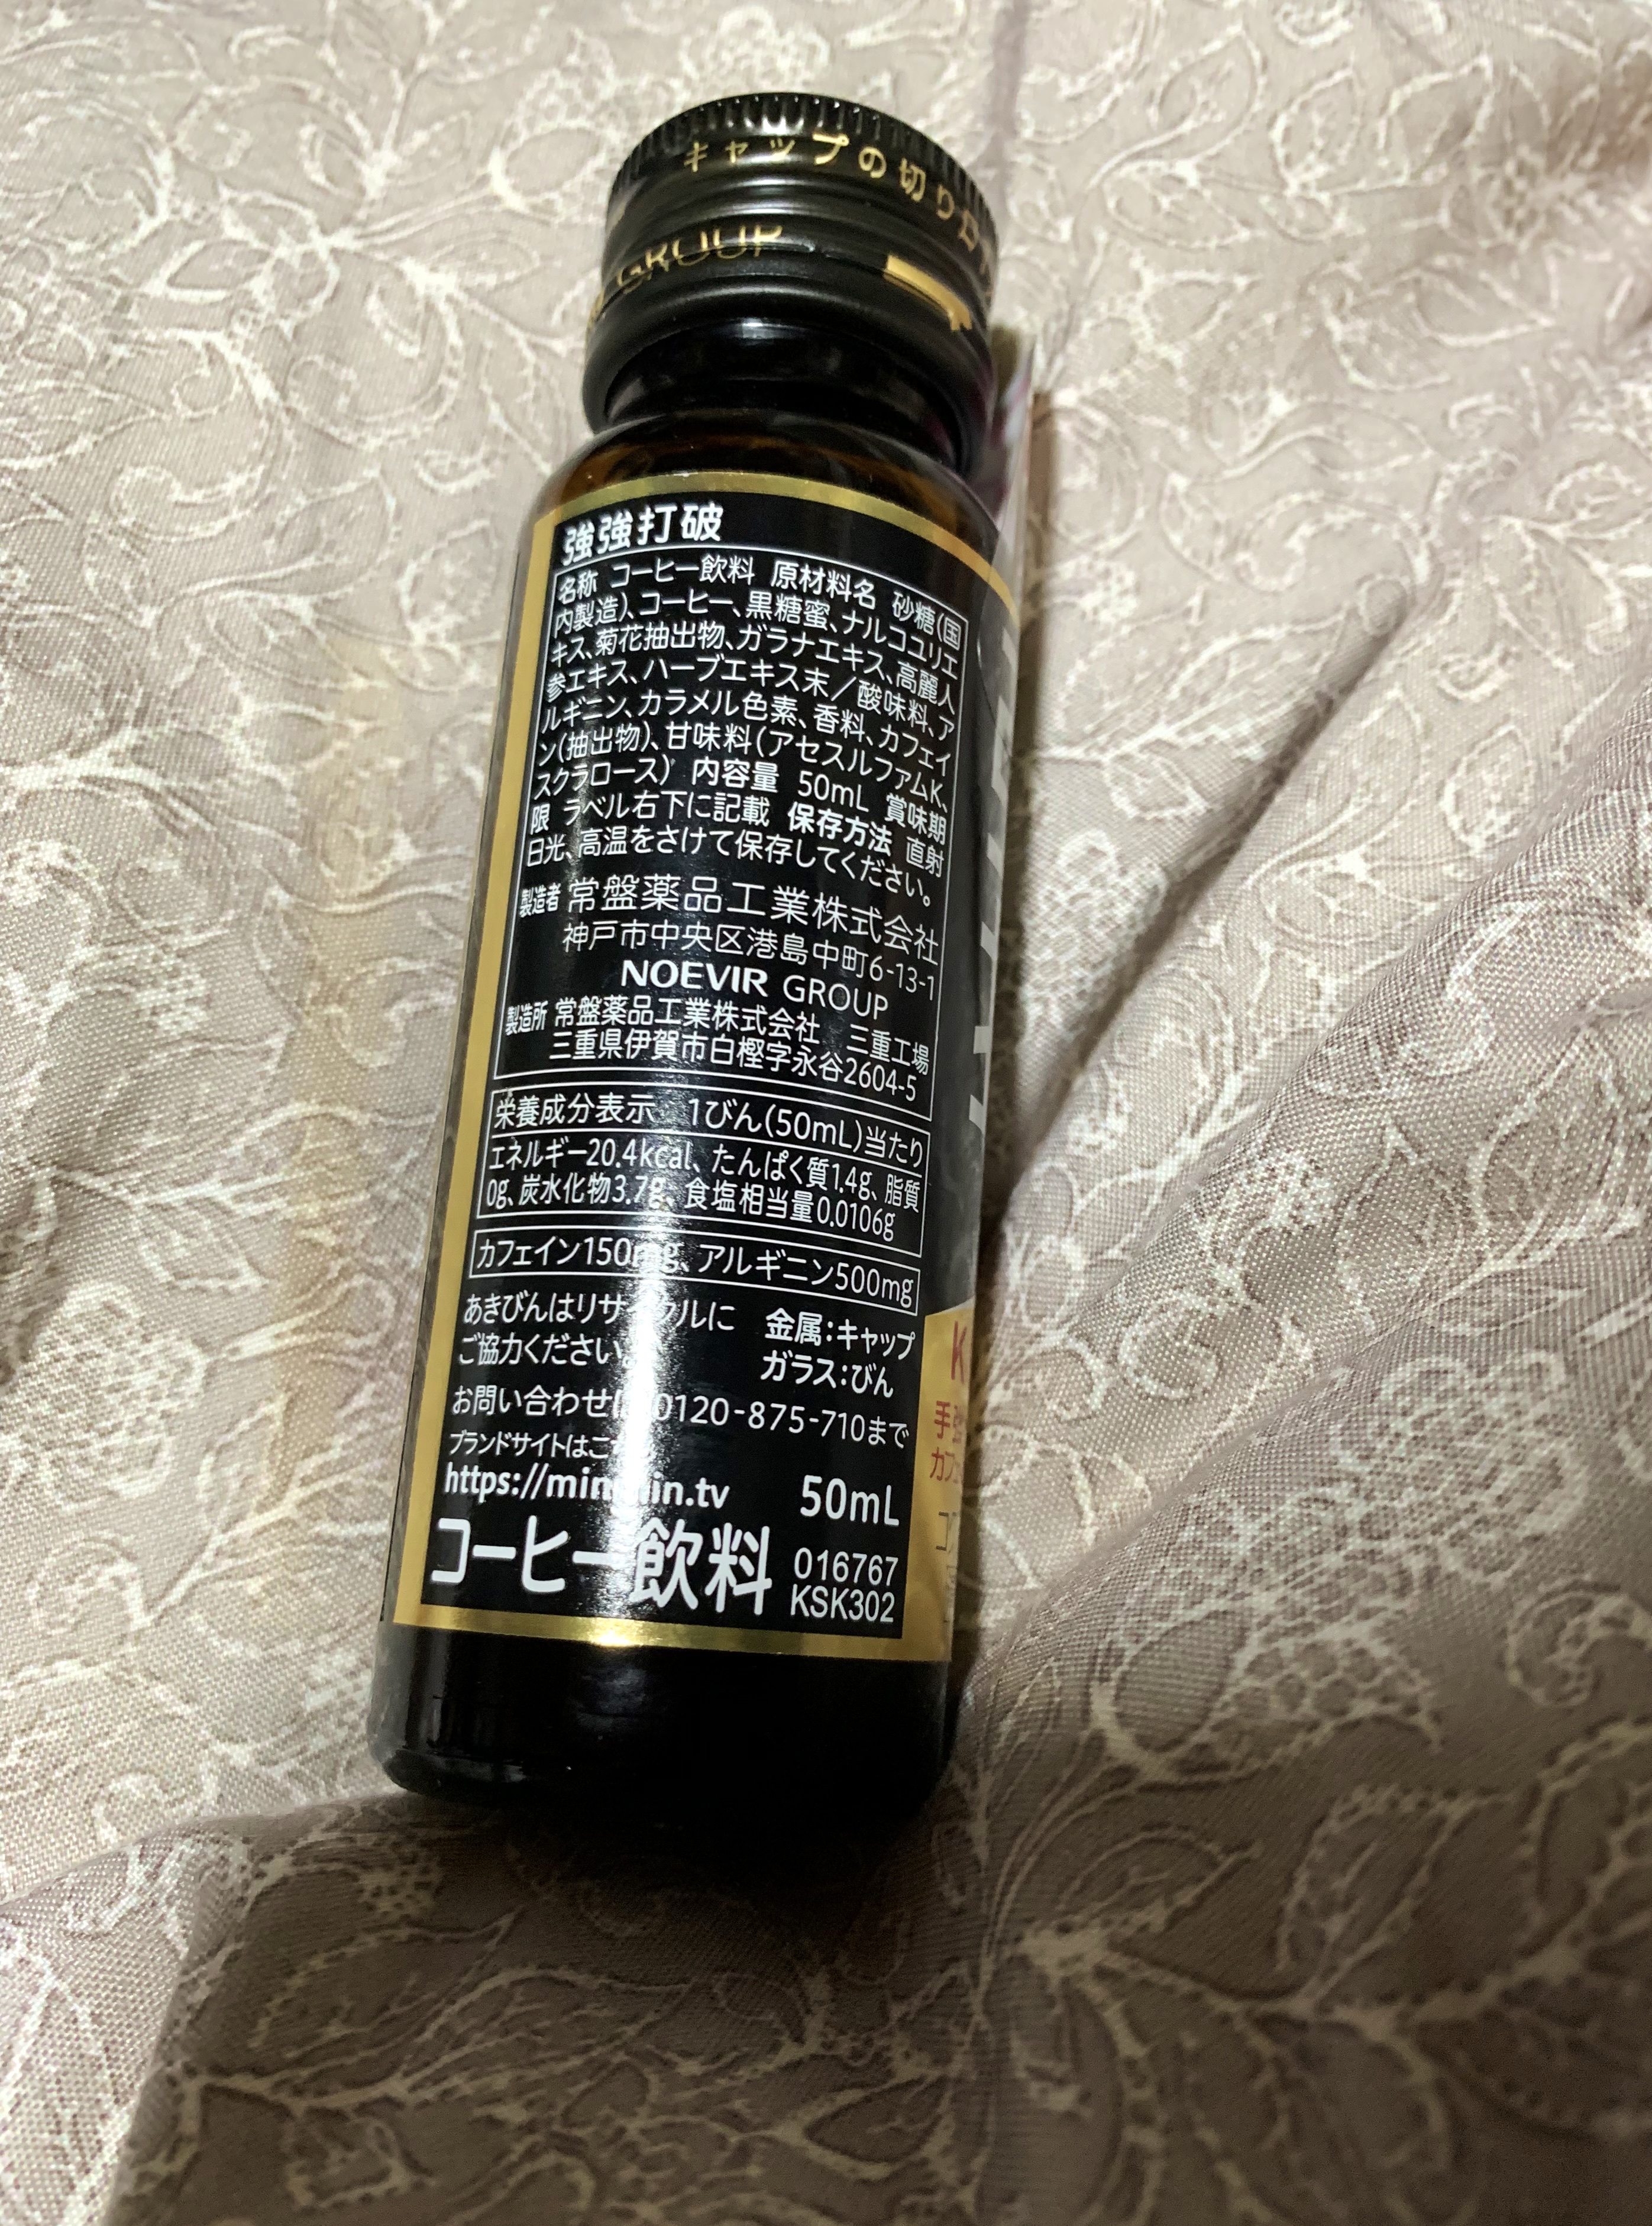 キャップの切り口
GROUP
強強打破
名称 コーヒー飲料 原材料名 砂糖(国
内製造)、コーヒー、黒糖蜜、ナルコユリエ
キス、菊花抽出物、ガラナエキス、高麗人
参エキス、ハーブエキス末/酸味料、ア
ルギニン、カラメル色素、香料、カフェイ
ン(抽出物)、甘味料(アセスルファムK、
スクラロース) 内容量 50mL 賞味期
限 ラベル右下に記載 保存方法 直射
日光、高温をさけて保存してください。
製造者 常盤薬品工業株式会社
神戸市中央区港島中町6-13-1
NOEVIR GROUP
製造所 常盤薬品工業株式会社 三重工場
三重県伊賀市白樫字永谷2604-5
栄養成分表示 1びん(50mL)当たり
エネルギー20.4kcal、たんぱく質1.4g、脂質
0g、炭水化物3.7g、食塩相当量0.0106g
カフェイン150mg、アルギニン500mg
あきびんはリサイクルに 金属:キャップ
ご協力ください。 ガラス:びん
お問い合わせは 0120-875-710まで
ブランドサイトは
https:// 50mL
コーヒー飲料 016767
KSK302